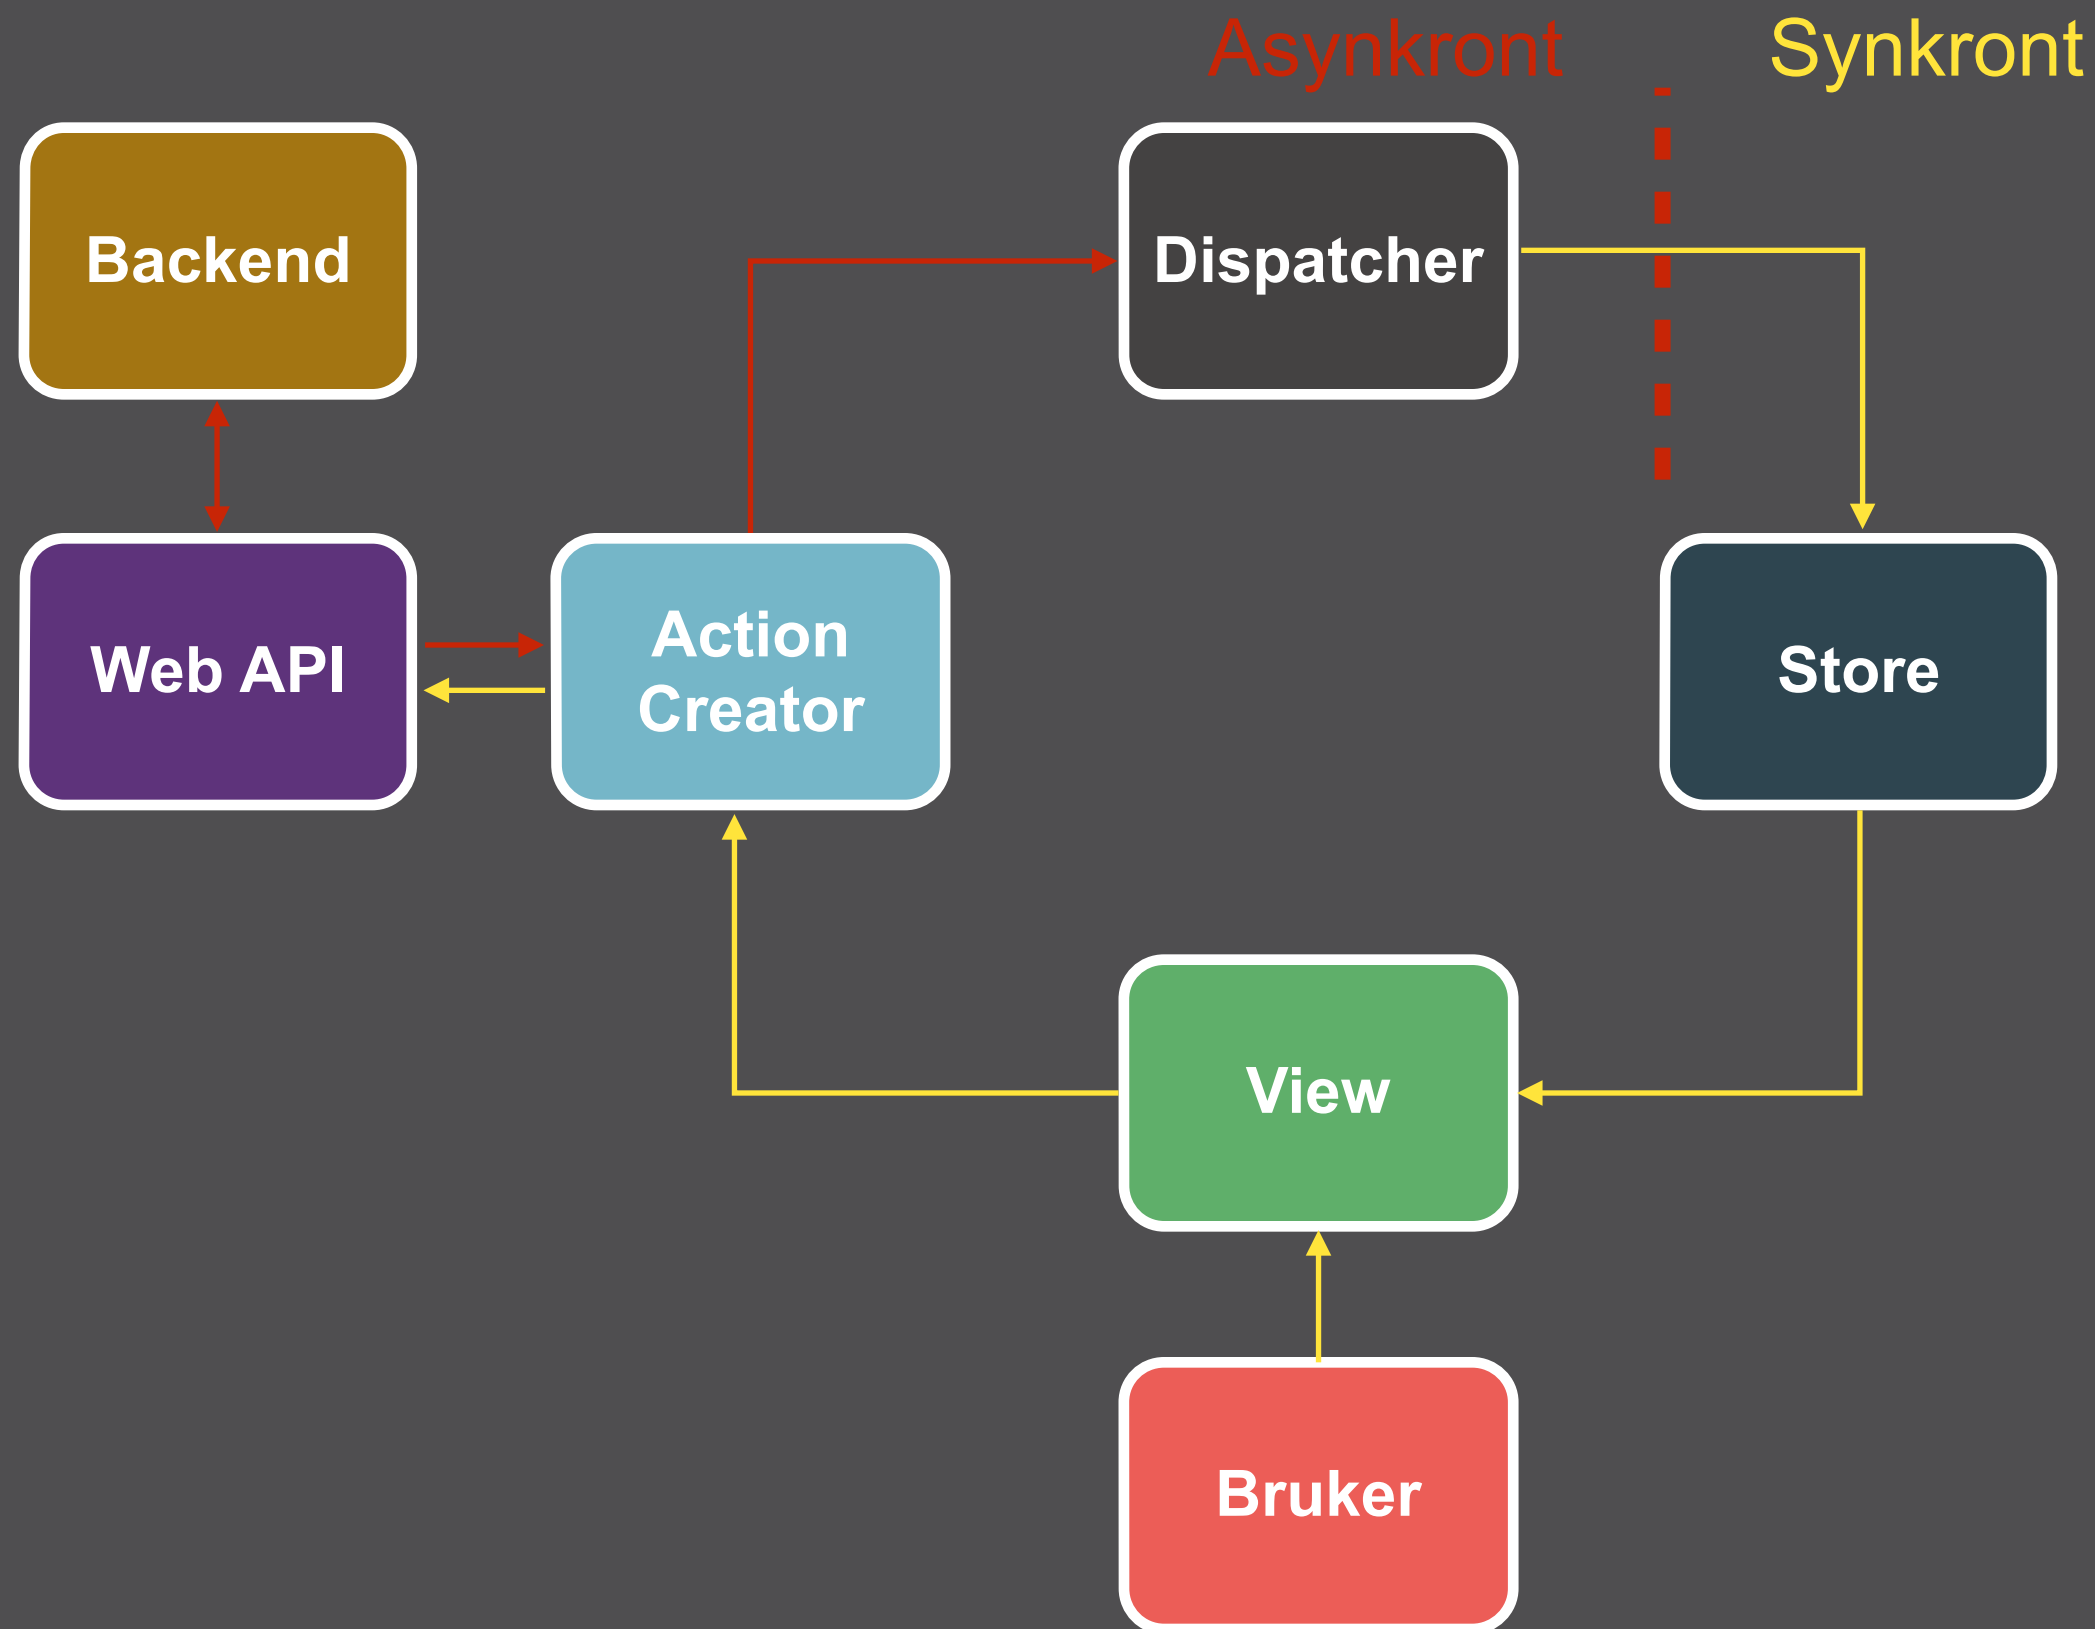 Asynkront
Synkront
Backend
Dispatcher
Web API
Action
Creator
Store
View
Bruker